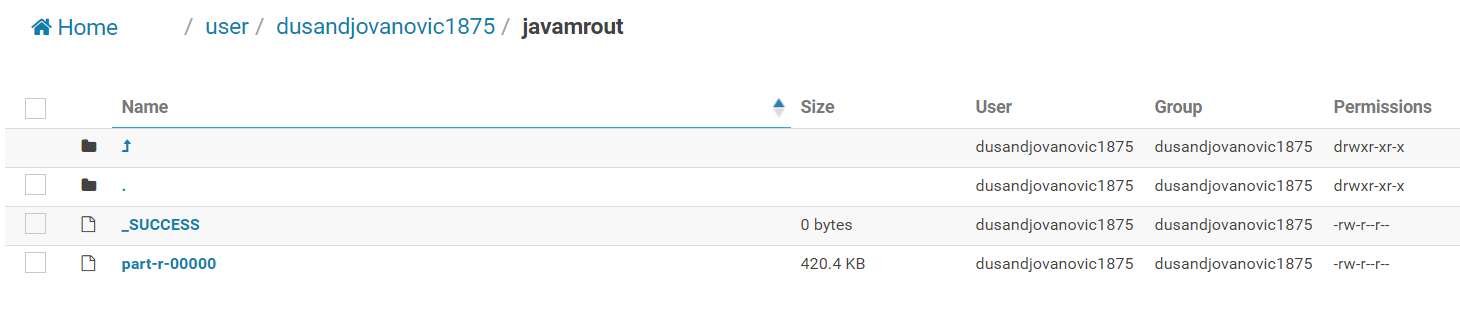 Home / user / dusandjovanovic1875 / javamrout
Name Size User Group Permissions
dusandjovanovic1875 dusandjovanovic1875 drwxr-xr-x
. dusandjovanovic1875 dusandjovanovic1875 drwxr-xr-x
_SUCCESS 0 bytes dusandjovanovic1875 dusandjovanovic1875 -rw-r--r--
part-r-00000 420.4 KB dusandjovanovic1875 dusandjovanovic1875 -rw-r--r--